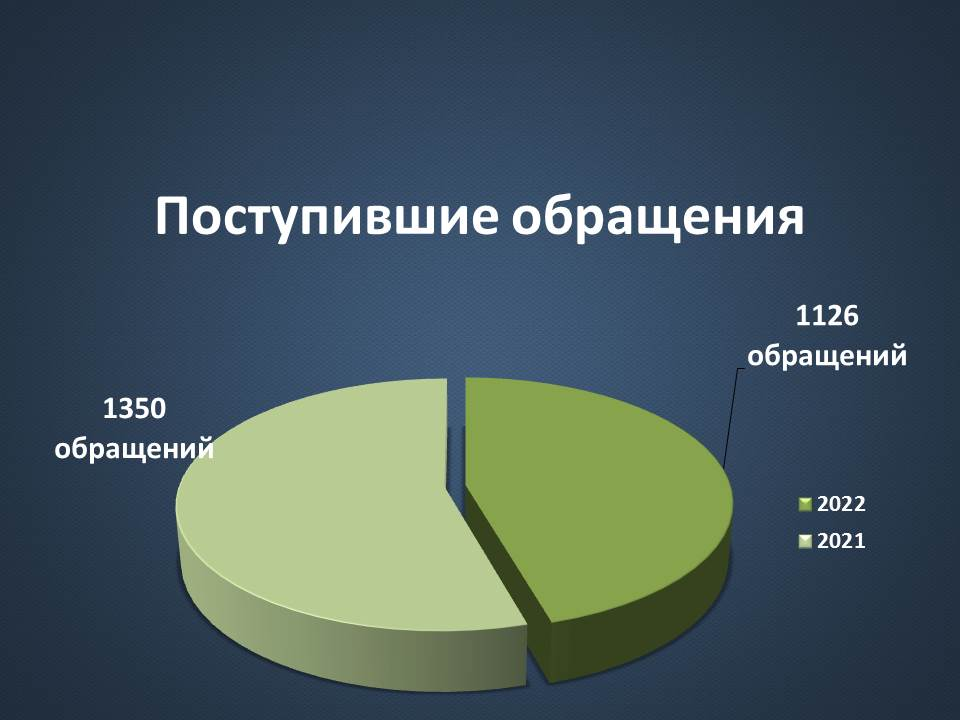 Поступившие обращения
1126
обращений
1350
обращений
2022
2021